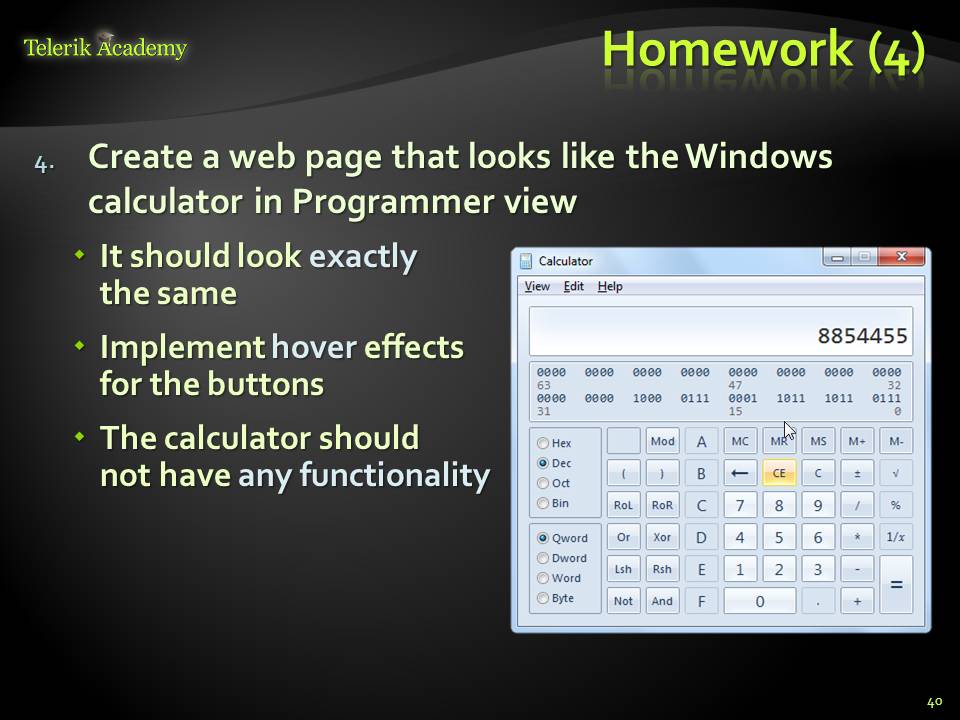 Telerik Academy
Homework (4)
4. Create a web page that looks like the Windows
calculator in Programmer view
It should look exactly
the same
Implement hover effects
for the buttons
The calculator should
not have any functionality
Calculator
View Edit Help
8854455
0000 0000 0000 0000 0000 0000 0000 0000
63 47 32
0000 0000 1000 0111 0001 1011 1011 0111
31 15 0
Hex Mod A MC MR MS M+ M-
Dec ( ) B ← CE C ± √
Oct
Bin RoL RoR C 7 8 9 / %
Qword Or Xor D 4 5 6 * 1/x
Dword
Word Lsh Rsh E 1 2 3 - =
Byte Not And F 0 . +
40